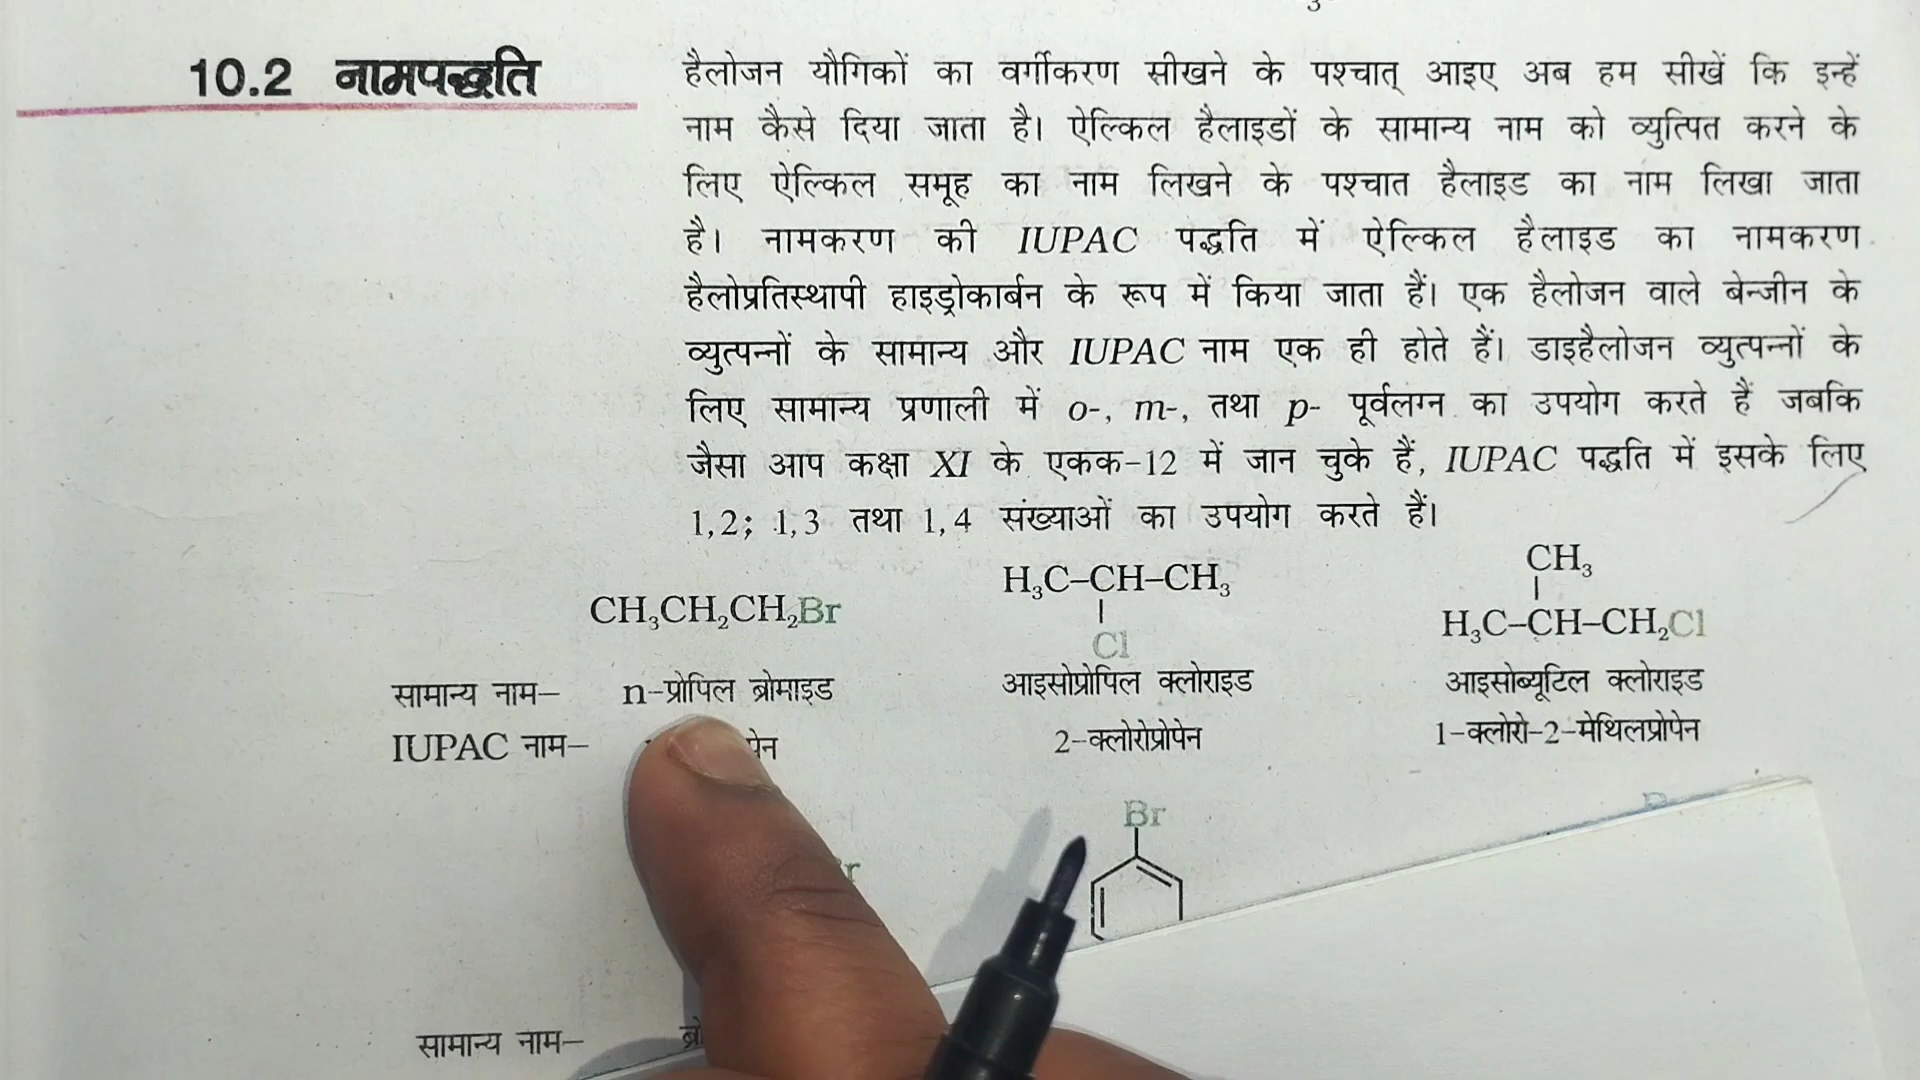 10.2 नामपद्धति
हैलोजन यौगिकों का वर्गीकरण सीखने के पश्चात् आइए अब हम सीखें कि इन्हें
नाम कैसे दिया जाता है। ऐल्किल हैलाइडों के सामान्य नाम को व्युत्पित करने के
लिए ऐल्किल समूह का नाम लिखने के पश्चात हैलाइड का नाम लिखा जाता
है। नामकरण की IUPAC पद्धति में ऐल्किल हैलाइड का नामकरण
हैलोप्रतिस्थापी हाइड्रोकार्बन के रूप में किया जाता हैं। एक हैलोजन वाले बेन्जीन के
व्युत्पन्नों के सामान्य और IUPAC नाम एक ही होते हैं। डाइहैलोजन व्युत्पन्नों के
लिए सामान्य प्रणाली में o-, m-, तथा p- पूर्वलग्न का उपयोग करते हैं जबकि
जैसा आप कक्षा XI के एकक-12 में जान चुके हैं, IUPAC पद्धति में इसके लिए
1,2; 1,3 तथा 1,4 संख्याओं का उपयोग करते हैं।
CH₃
CH₃CH₂CH₂Br H₃C–CH–CH₃ H₃C–CH–CH₂Cl
Cl
सामान्य नाम– n-प्रोपिल ब्रोमाइड आइसोप्रोपिल क्लोराइड आइसोब्यूटिल क्लोराइड
IUPAC नाम– 2-क्लोरोप्रोपेन 1-क्लोरो-2-मेथिलप्रोपेन
Br
सामान्य नाम–